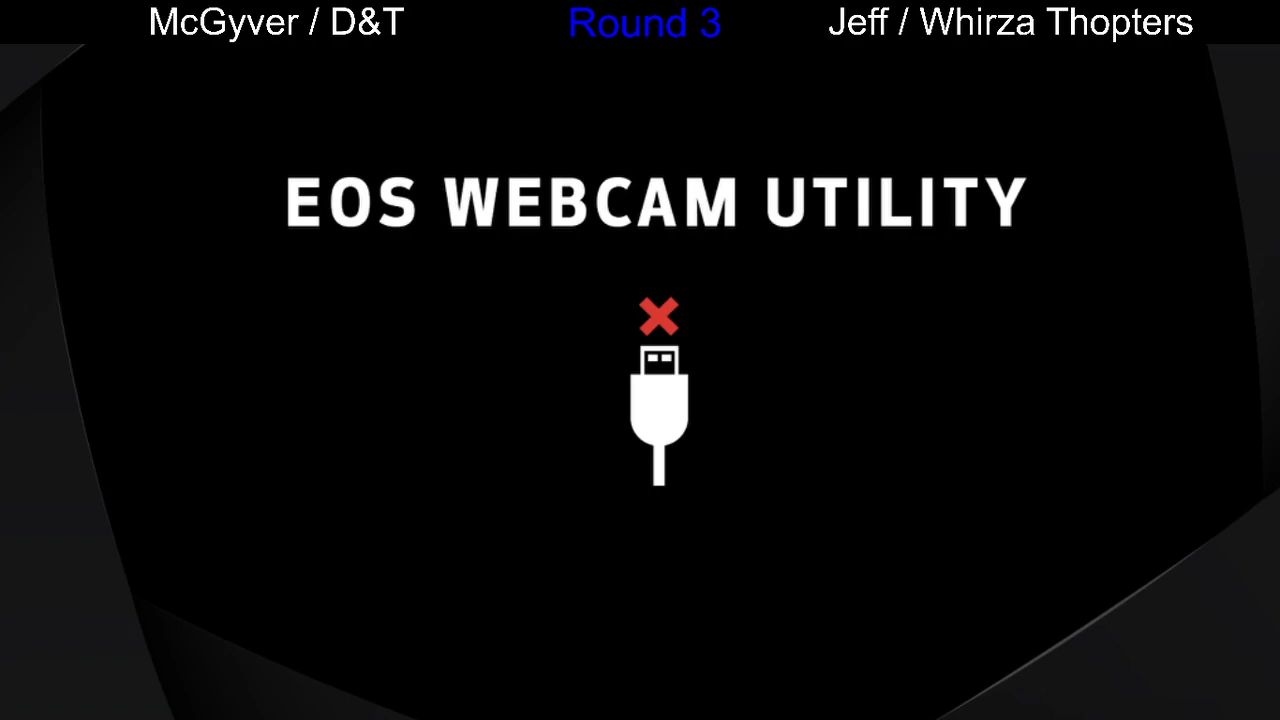 McGyver / D&T Round 3 Jeff / Whirza Thopters
EOS WEBCAM UTILITY